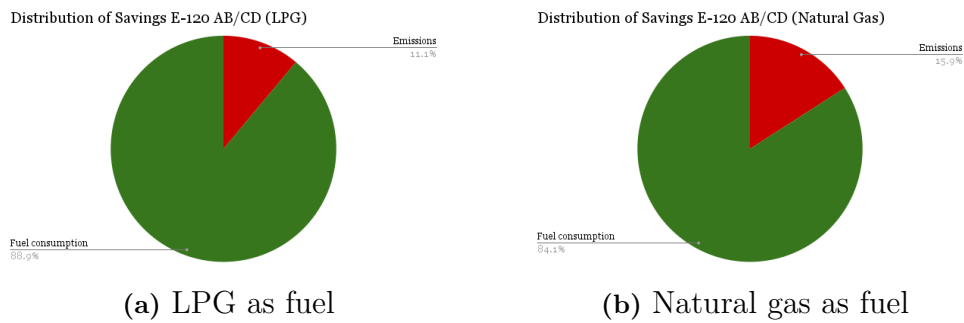 Distribution of Savings E-120 AB/CD (LPG)
Emissions
11.1%
Fuel consumption
88.9%
(a) LPG as fuel
Distribution of Savings E-120 AB/CD (Natural Gas)
Emissions
15.9%
Fuel consumption
84.1%
(b) Natural gas as fuel